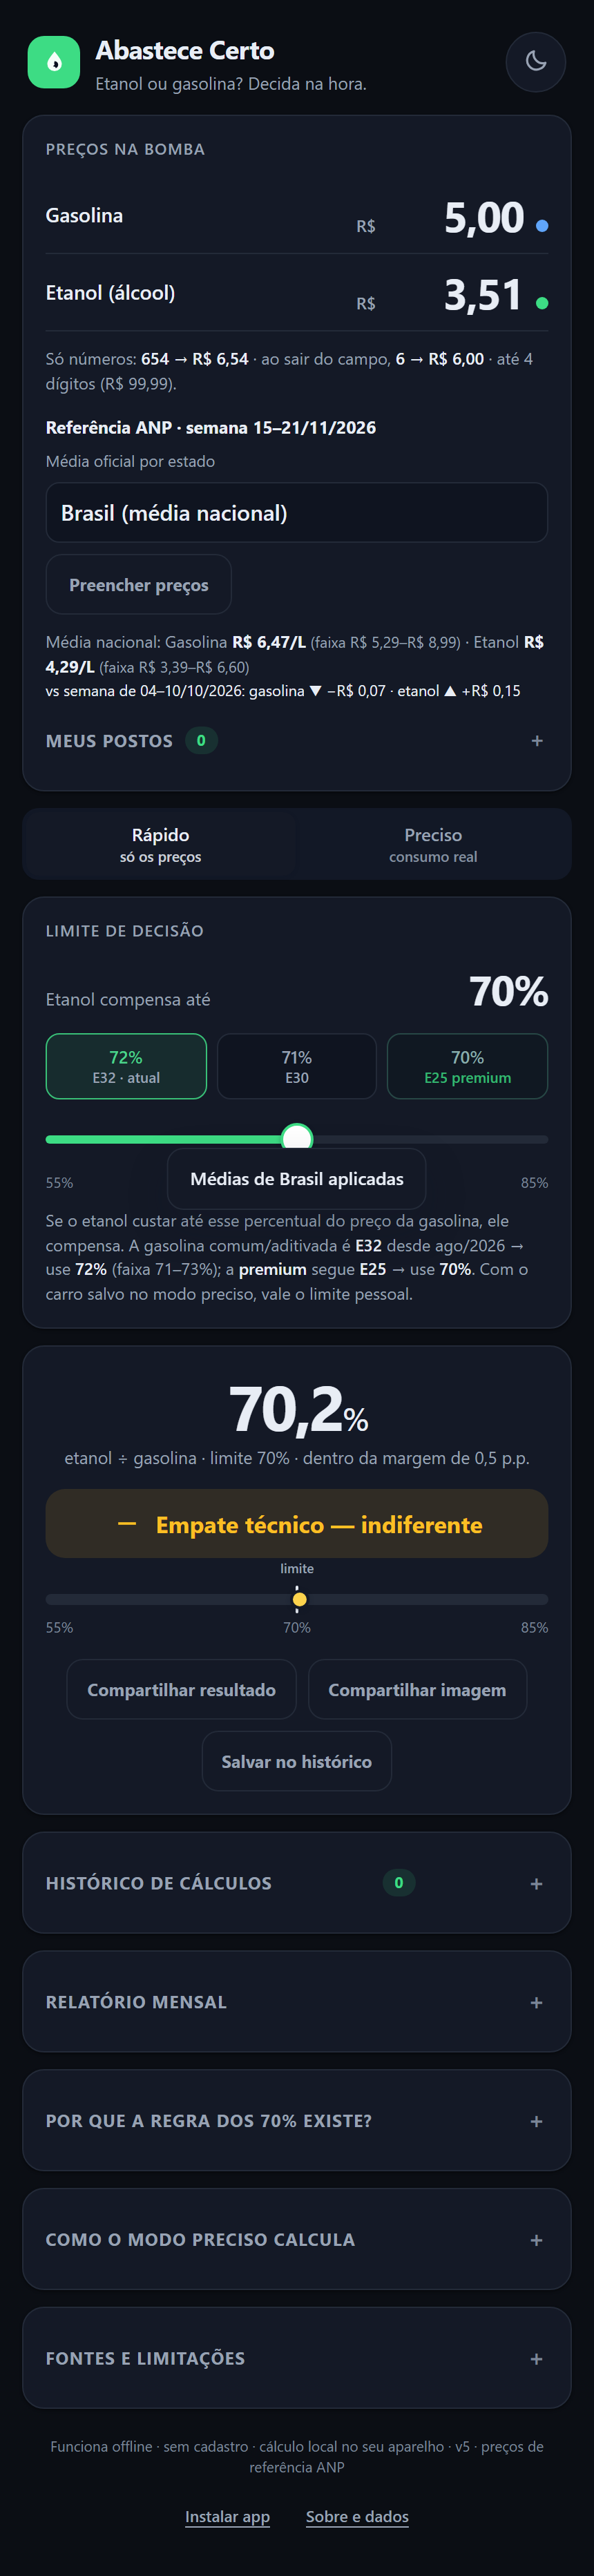 Abastece Certo
Etanol ou gasolina? Decida na hora.
PREÇOS NA BOMBA
Gasolina R$ 5,00
Etanol (álcool) R$ 3,51
Só números: 654 → R$ 6,54 · ao sair do campo, 6 → R$ 6,00 · até 4
dígitos (R$ 99,99).
Referência ANP · semana 15–21/11/2026
Média oficial por estado
Brasil (média nacional)
Preencher preços
Média nacional: Gasolina R$ 6,47/L (faixa R$ 5,29–R$ 8,99) · Etanol R$
4,29/L (faixa R$ 3,39–R$ 6,60)
vs semana de 04–10/10/2026: gasolina ▼ −R$ 0,07 · etanol ▲ +R$ 0,15
MEUS POSTOS 0 +
Rápido
só os preços
Preciso
consumo real
LIMITE DE DECISÃO
Etanol compensa até 70%
72%
E32 · atual
71%
E30
70%
E25 premium
55% 85%
Médias de Brasil aplicadas
Se o etanol custar até esse percentual do preço da gasolina, ele
compensa. A gasolina comum/aditivada é E32 desde ago/2026 →
use 72% (faixa 71–73%); a premium segue E25 → use 70%. Com o
carro salvo no modo preciso, vale o limite pessoal.
70,2%
etanol ÷ gasolina · limite 70% · dentro da margem de 0,5 p.p.
— Empate técnico — indiferente
limite
55% 70% 85%
Compartilhar resultado
Compartilhar imagem
Salvar no histórico
HISTÓRICO DE CÁLCULOS 0 +
RELATÓRIO MENSAL +
POR QUE A REGRA DOS 70% EXISTE? +
COMO O MODO PRECISO CALCULA +
FONTES E LIMITAÇÕES +
Funciona offline · sem cadastro · cálculo local no seu aparelho · v5 · preços de
referência ANP
Instalar app Sobre e dados